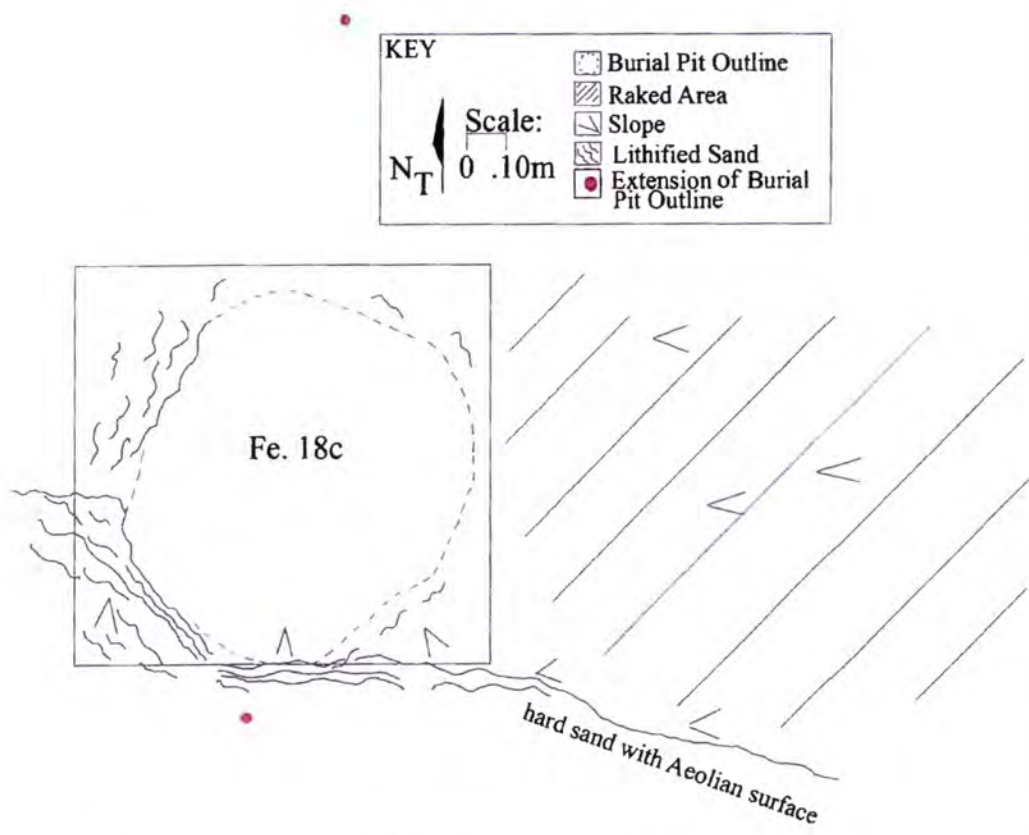 KEY
N_T
Scale:
0 .10m
Burial Pit Outline
Raked Area
Slope
Lithified Sand
Extension of Burial
Pit Outline
Fe. 18c
hard sand with Aeolian surface